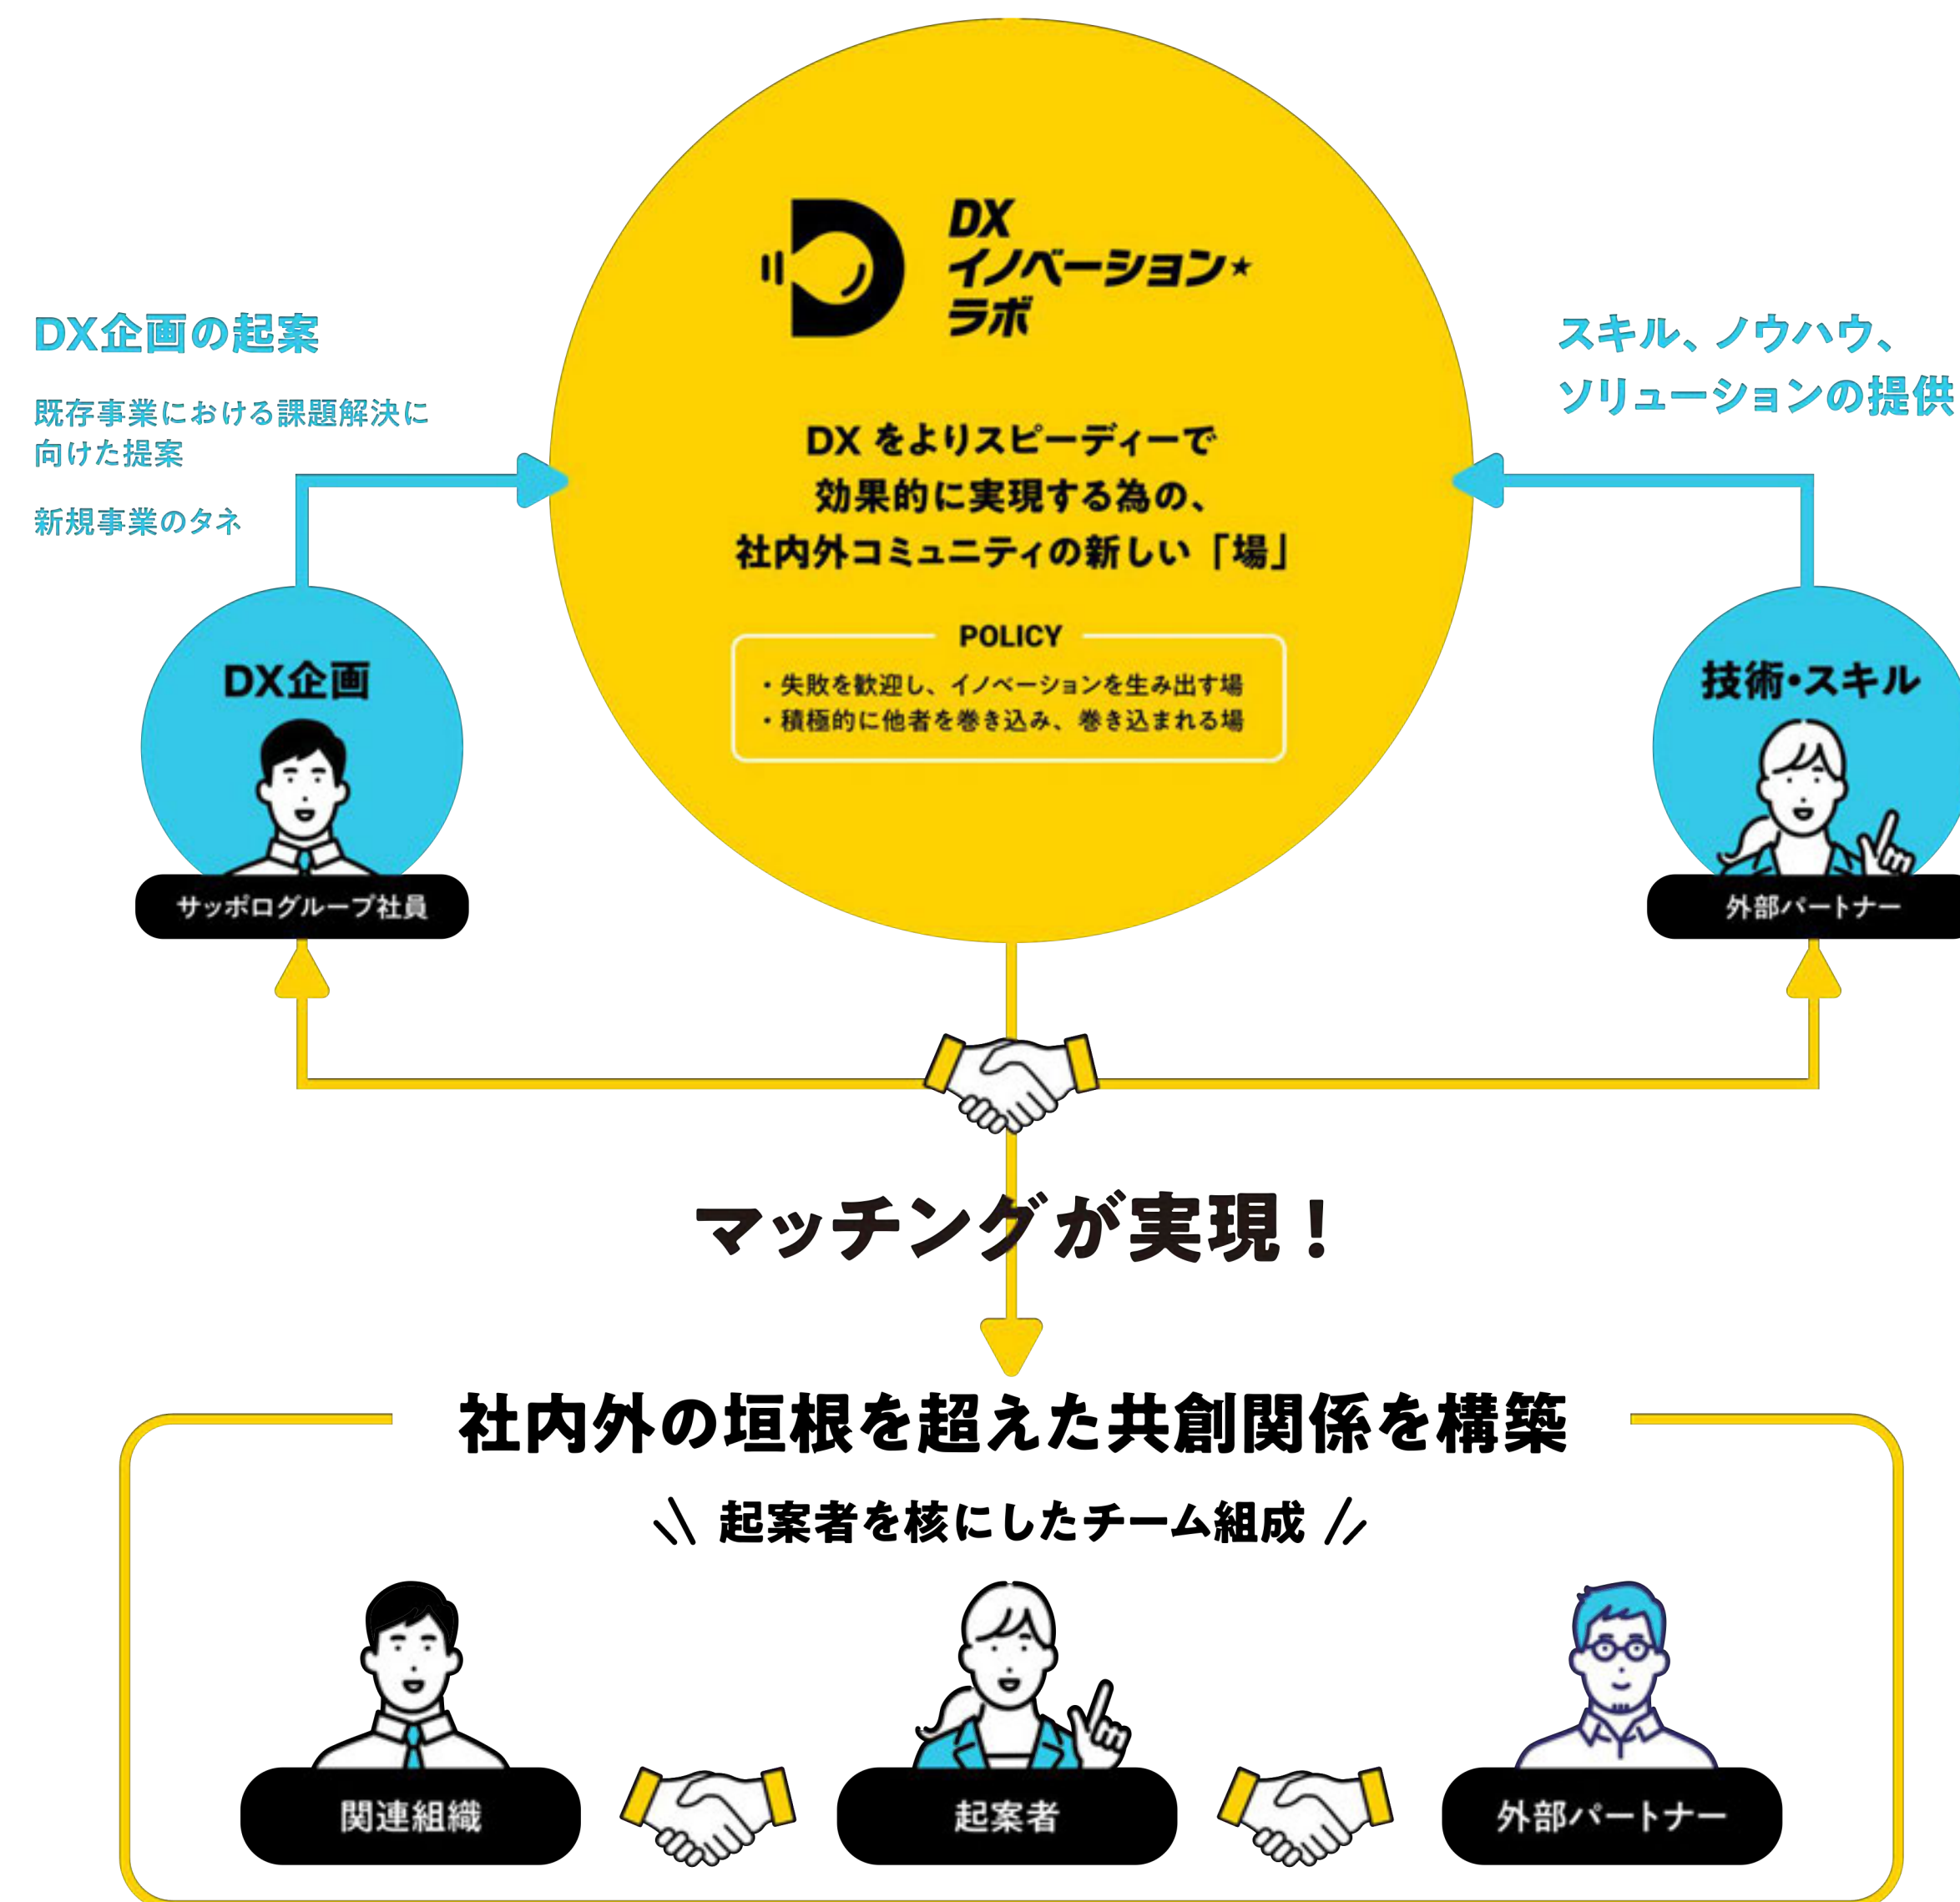 DX
イノベーション★
ラボ
DX企画の起案
既存事業における課題解決に
向けた提案
新規事業のタネ
スキル、ノウハウ、
ソリューションの提供
DX をよりスピーディーで
効果的に実現する為の、
社内外コミュニティの新しい「場」
POLICY
・失敗を歓迎し、イノベーションを生み出す場
・積極的に他者を巻き込み、巻き込まれる場
DX企画
サッポログループ社員
技術・スキル
外部パートナー
マッチングが実現！
社内外の垣根を超えた共創関係を構築
起案者を核にしたチーム組成
関連組織
起案者
外部パートナー